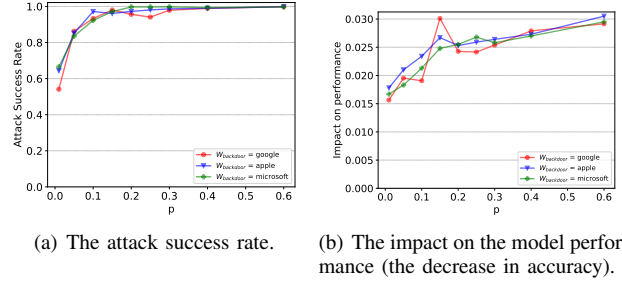 1.0
0.8
0.6
0.4
0.2
0.0
Attack Success Rate
W_backdoor = google
W_backdoor = apple
W_backdoor = microsoft
0.0 0.1 0.2 0.3 0.4 0.5 0.6
p
0.030
0.025
0.020
0.015
0.010
0.005
0.000
Impact on performance
W_backdoor = google
W_backdoor = apple
W_backdoor = microsoft
0.0 0.1 0.2 0.3 0.4 0.5 0.6
p
(a) The attack success rate.
(b) The impact on the model perfor
mance (the decrease in accuracy).